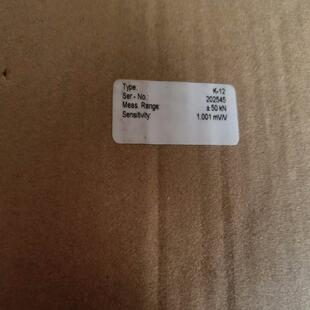 Type: K-12
Ser.- No.: 202545
Meas. Range: ± 50 kN
Sensitivity: 1.001 mV/V